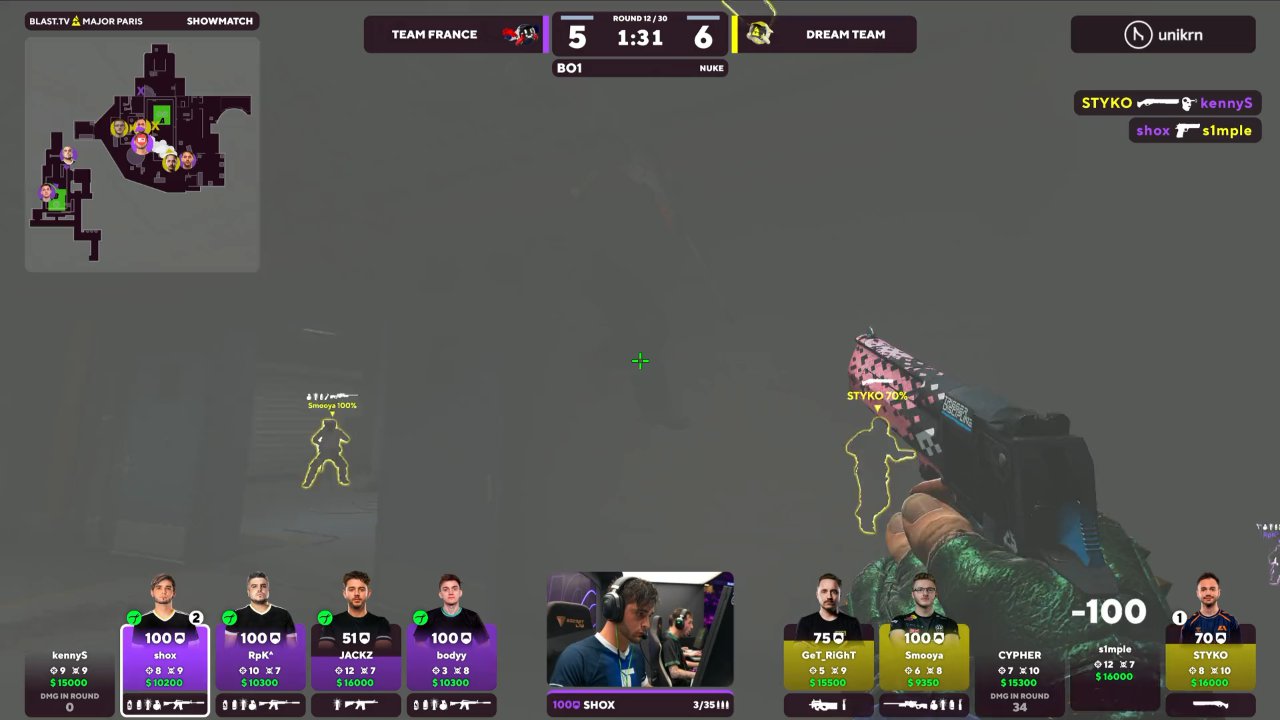 BLAST.TV MAJOR PARIS SHOWMATCH
TEAM FRANCE
5
ROUND 12 / 30
1:31
6
DREAM TEAM
BO1 NUKE
unikrn
STYKO kennyS
shox s1mple
Smooya 100%
STYKO 70%
-100
kennyS
9 9
$15000
DMG IN ROUND
0
2
100
shox
8 9
$10200
100
RpK^
10 7
$10300
51
JACKZ
12 7
$16000
100
bodyy
3 8
$10300
100 SHOX 3/35
75
GeT_RiGhT
5 9
$15500
100
Smooya
6 8
$9350
CYPHER
7 10
$15300
DMG IN ROUND
34
s1mple
12 7
$16000
1
70
STYKO
8 10
$16000